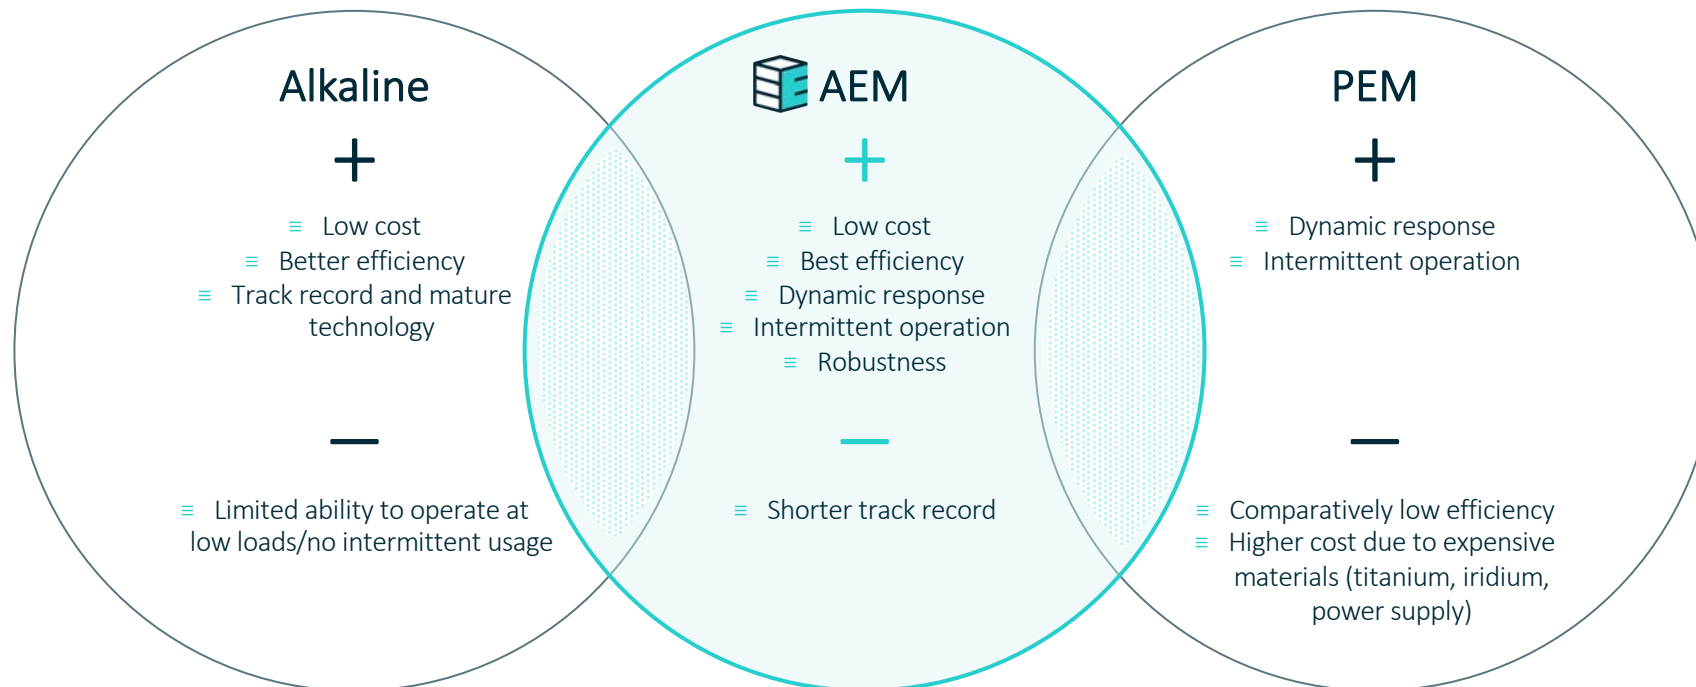 Alkaline
+
≡ Low cost
≡ Better efficiency
≡ Track record and mature
technology
—
≡ Limited ability to operate at
low loads/no intermittent usage
AEM
+
≡ Low cost
≡ Best efficiency
≡ Dynamic response
≡ Intermittent operation
≡ Robustness
—
≡ Shorter track record
PEM
+
≡ Dynamic response
≡ Intermittent operation
—
≡ Comparatively low efficiency
≡ Higher cost due to expensive
materials (titanium, iridium,
power supply)